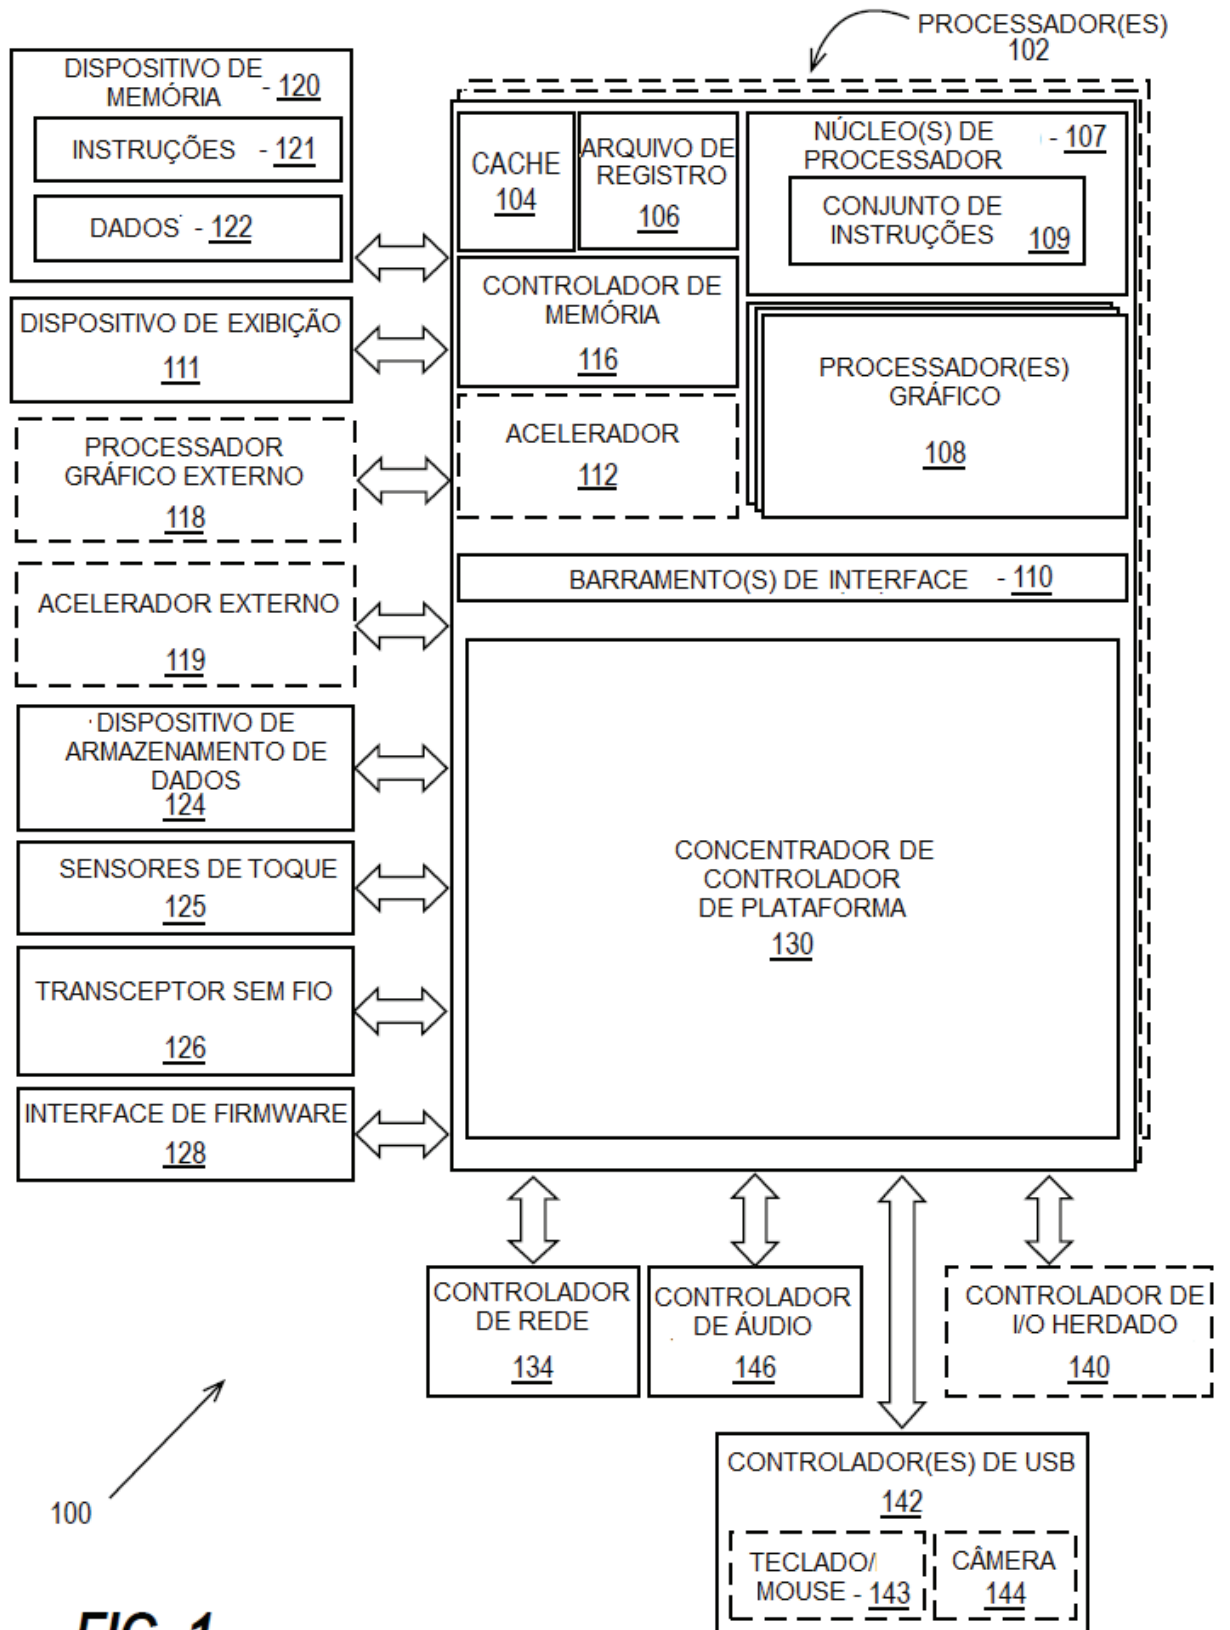 PROCESSADOR(ES)
102
DISPOSITIVO DE
MEMÓRIA - 120
INSTRUÇÕES - 121
DADOS - 122
CACHE
104
ARQUIVO DE
REGISTRO
106
NÚCLEO(S) DE
PROCESSADOR - 107
CONJUNTO DE
INSTRUÇÕES 109
CONTROLADOR DE
MEMÓRIA
116
DISPOSITIVO DE EXIBIÇÃO
111
PROCESSADOR(ES)
GRÁFICO
108
ACELERADOR
112
PROCESSADOR
GRÁFICO EXTERNO
118
BARRAMENTO(S) DE INTERFACE - 110
ACELERADOR EXTERNO
119
DISPOSITIVO DE
ARMAZENAMENTO DE
DADOS
124
CONCENTRADOR DE
CONTROLADOR
DE PLATAFORMA
130
SENSORES DE TOQUE
125
TRANSCEPTOR SEM FIO
126
INTERFACE DE FIRMWARE
128
CONTROLADOR
DE REDE
134
CONTROLADOR
DE ÁUDIO
146
CONTROLADOR DE
I/O HERDADO
140
CONTROLADOR(ES) DE USB
142
TECLADO/
MOUSE - 143
CÂMERA
144
100
FIG. 1